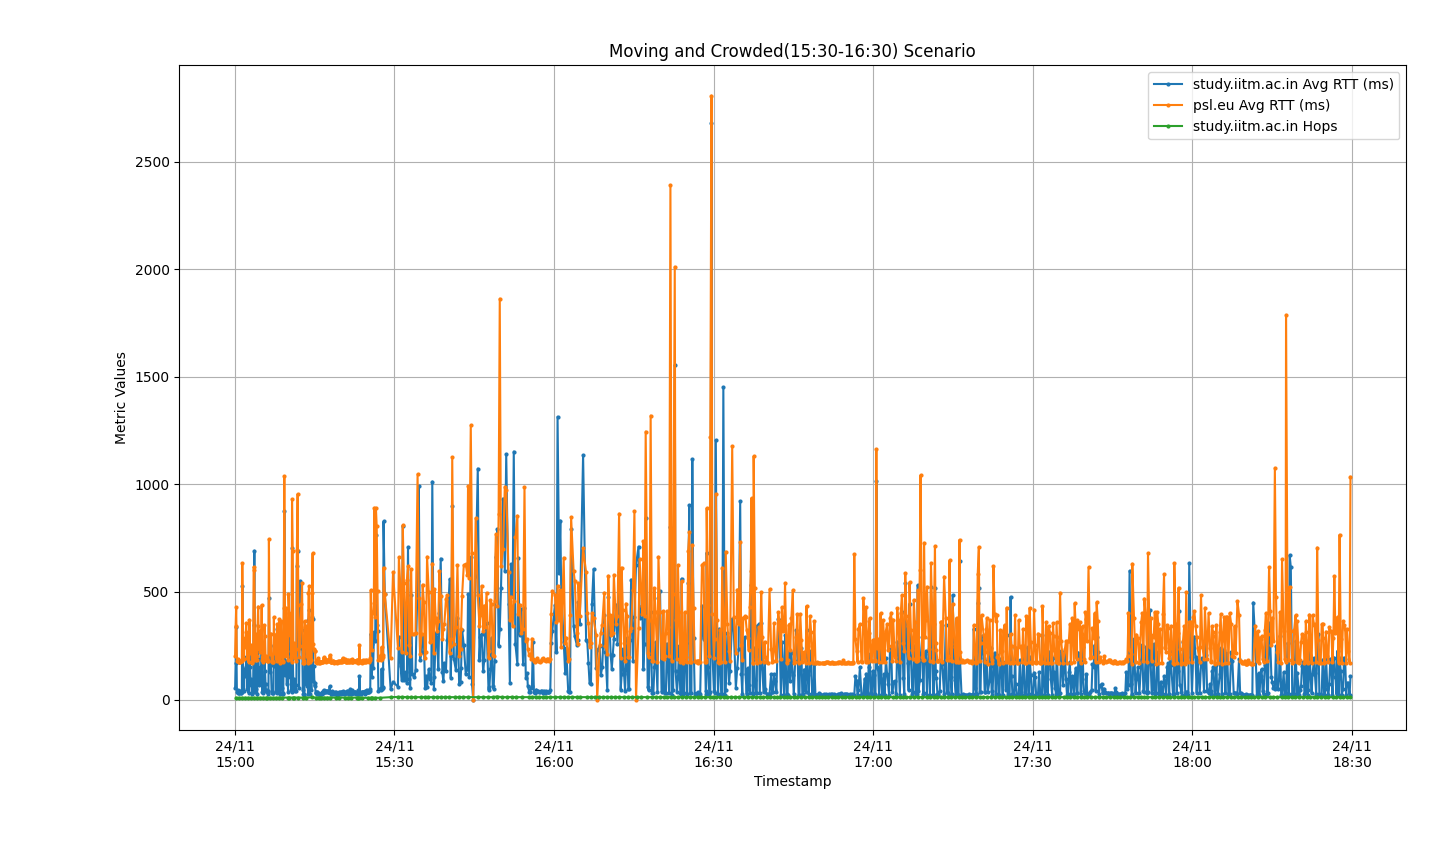 Moving and Crowded(15:30-16:30) Scenario
study.iitm.ac.in Avg RTT (ms)
psl.eu Avg RTT (ms)
study.iitm.ac.in Hops
Metric Values
2500
2000
1500
1000
500
0
24/11 24/11 24/11 24/11 24/11 24/11 24/11 24/11
15:00 15:30 16:00 16:30 17:00 17:30 18:00 18:30
Timestamp